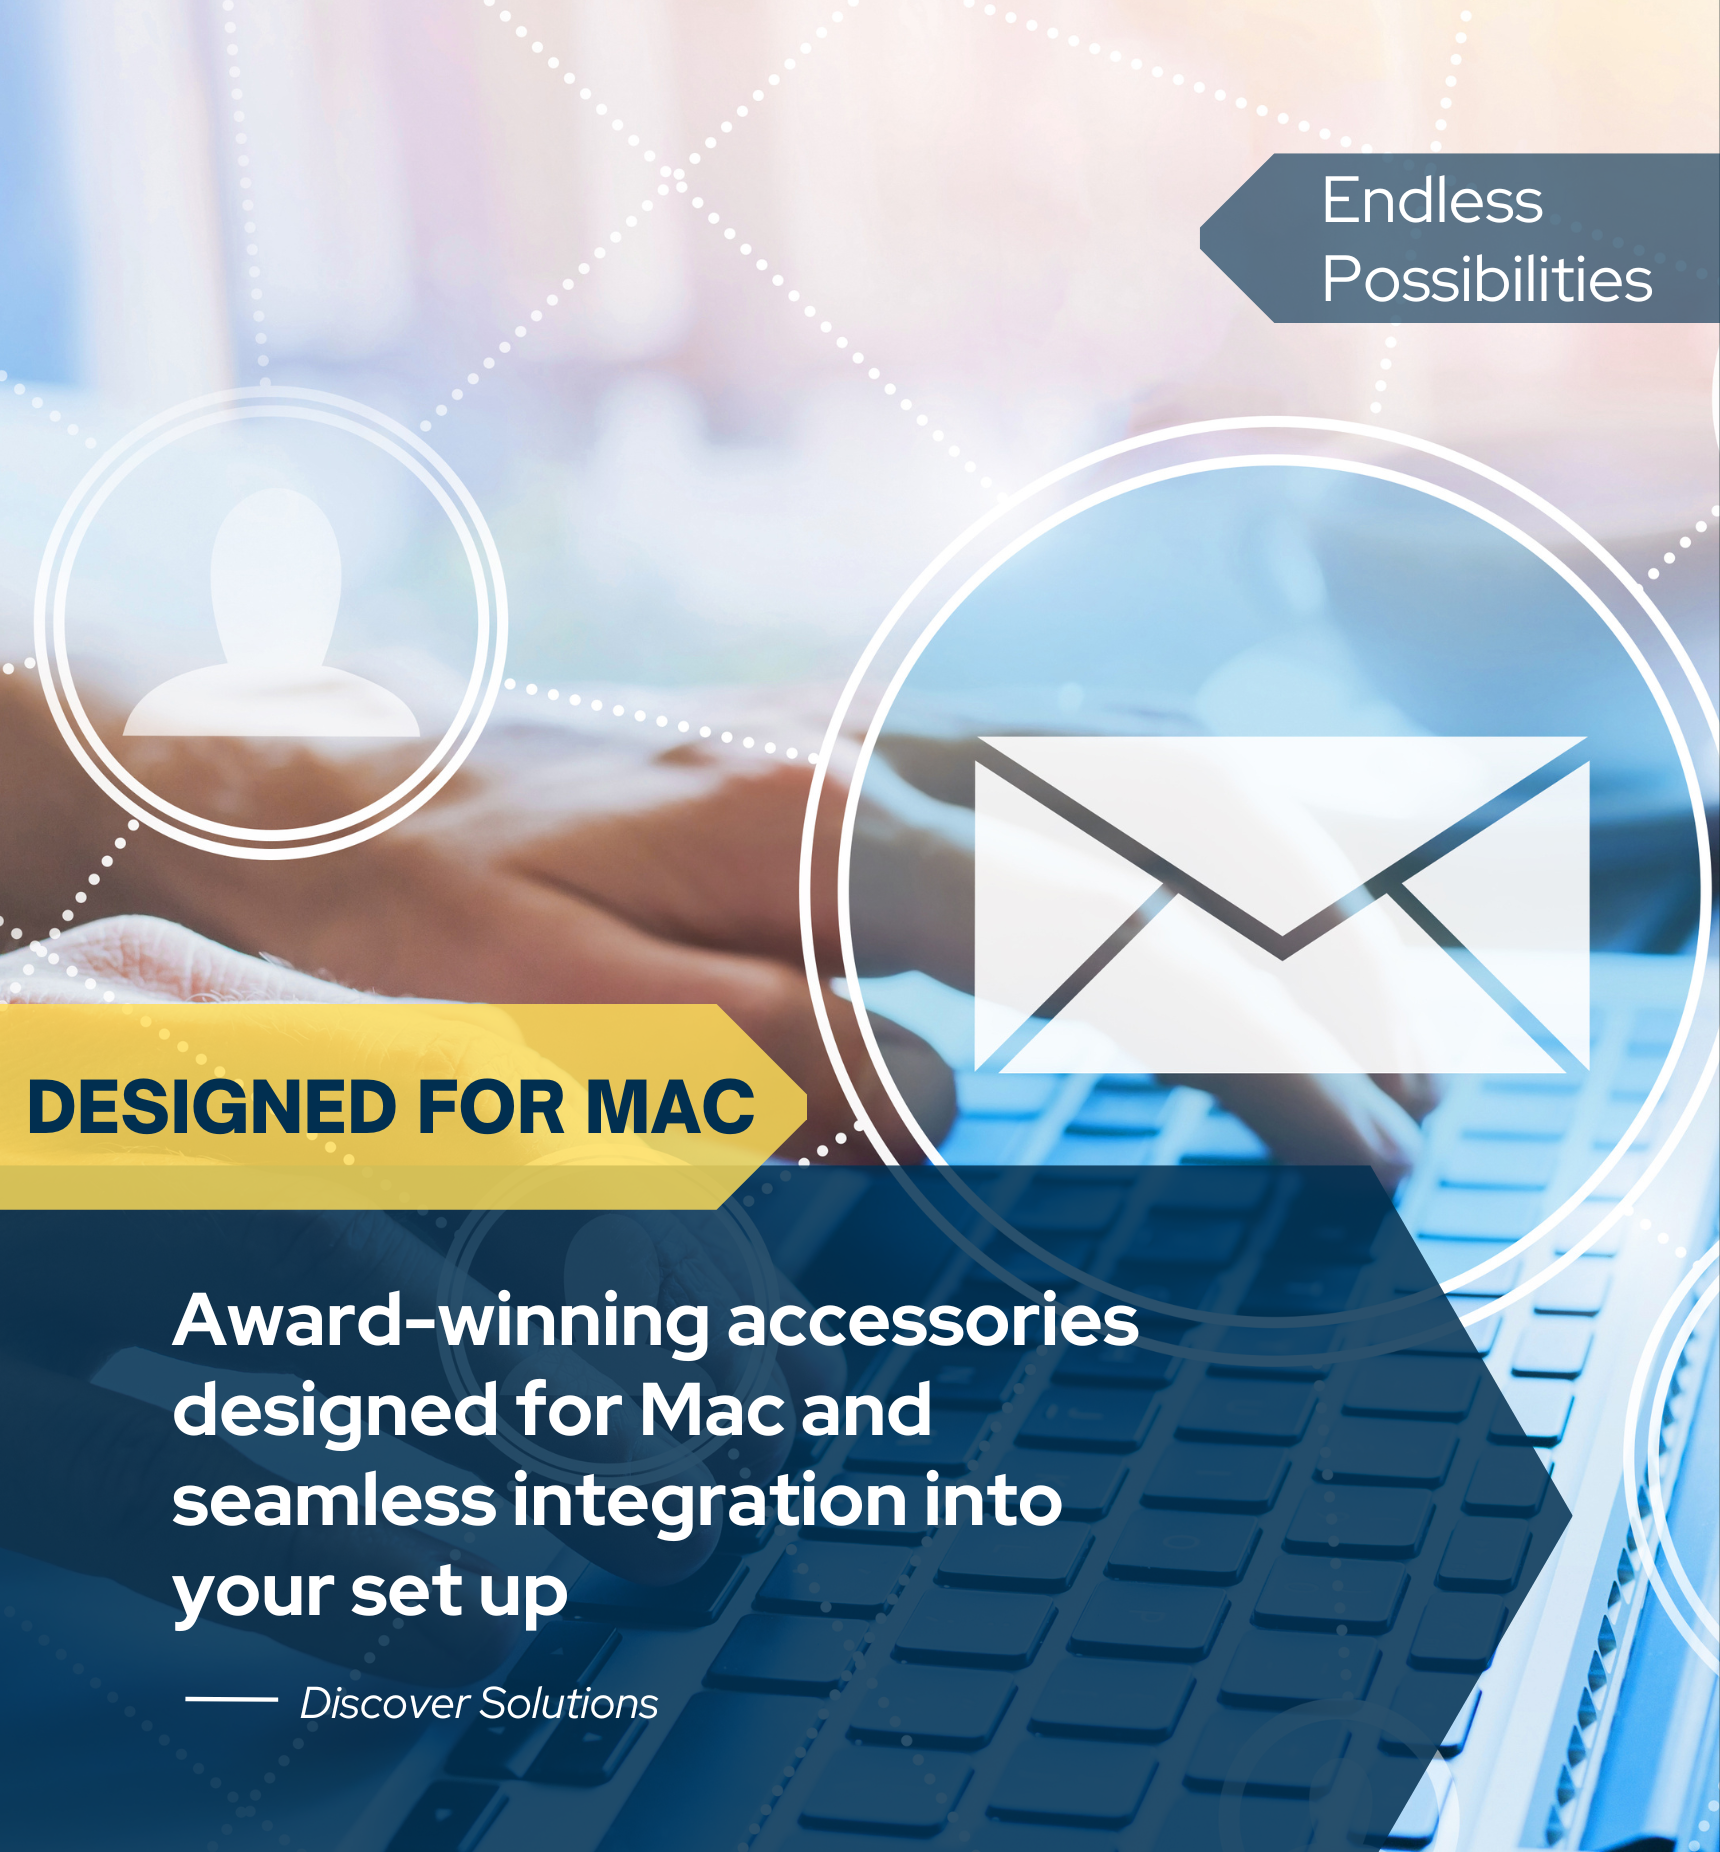 Endless
Possibilities
DESIGNED FOR MAC
Award-winning accessories
designed for Mac and
seamless integration into
your set up
Discover Solutions